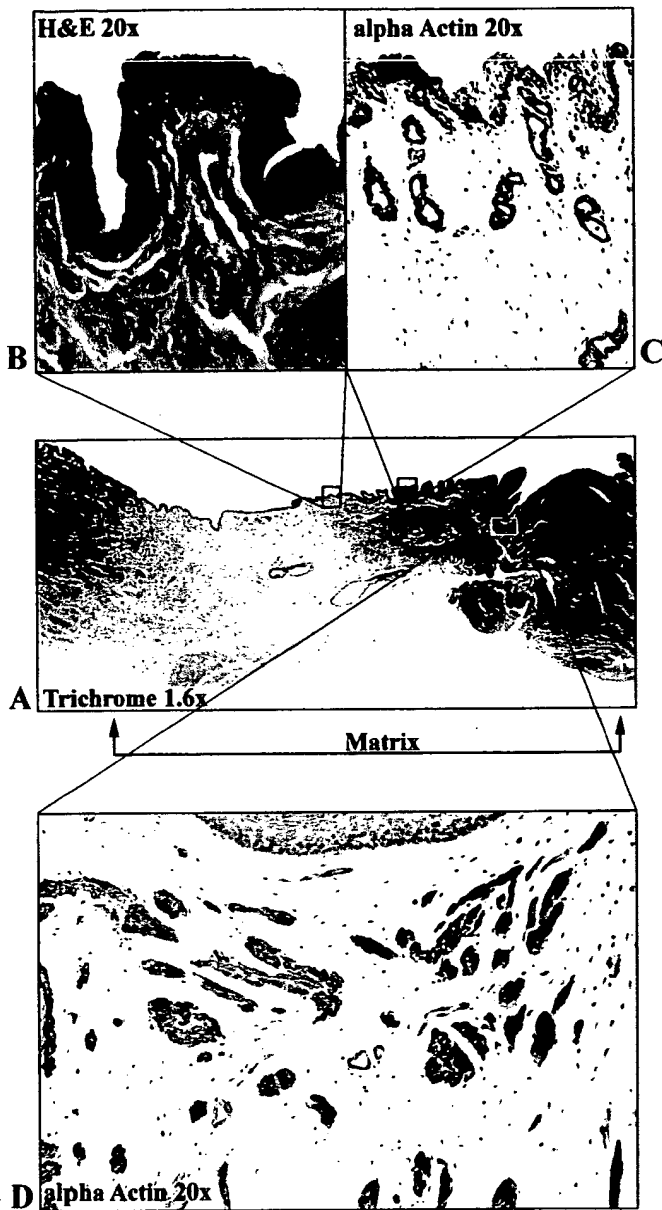 H&E 20x
alpha Actin 20x
B
C
A
Trichrome 1.6x
Matrix
D
alpha Actin 20x